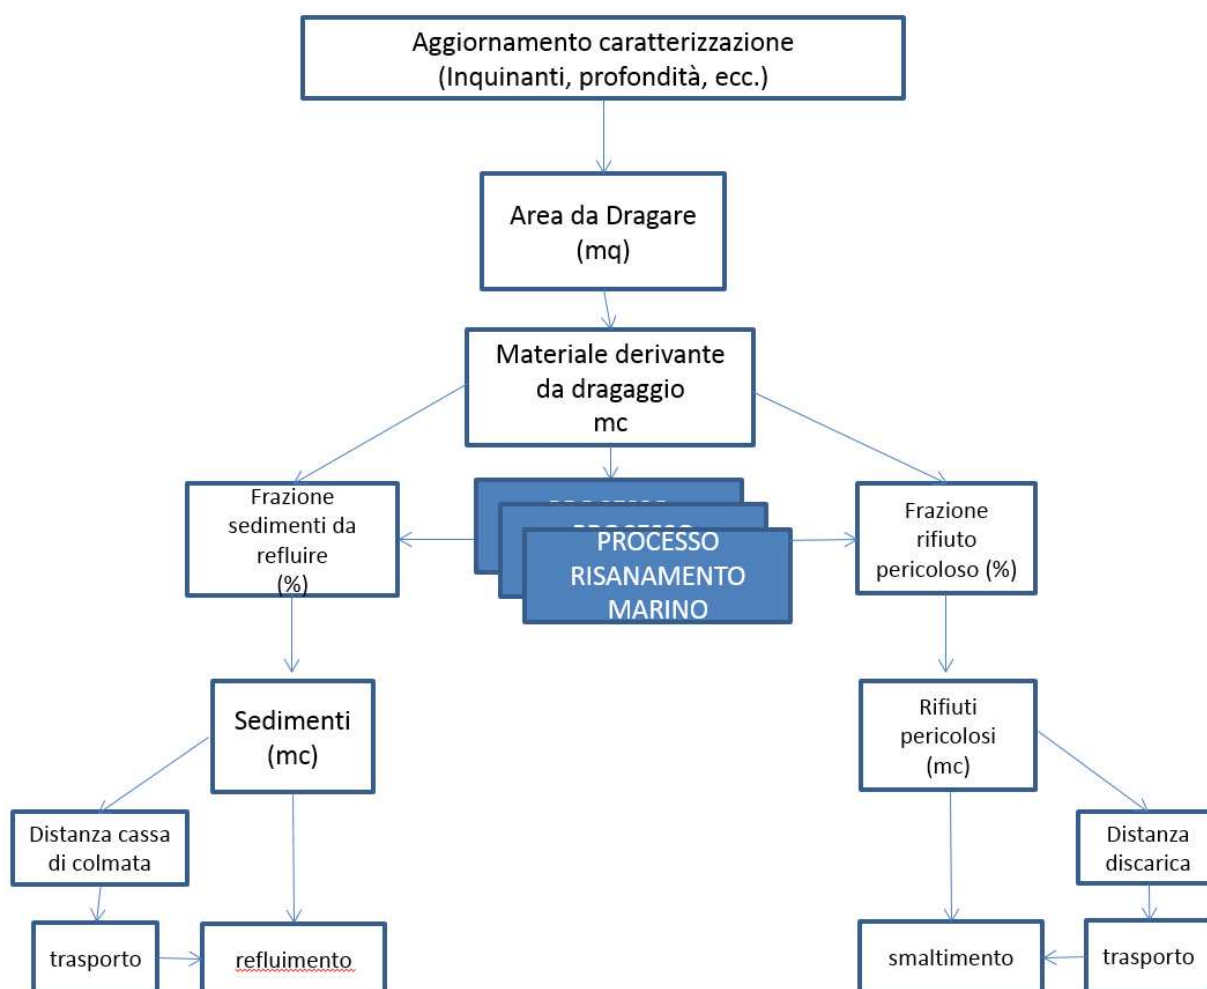 Aggiornamento caratterizzazione
(Inquinanti, profondità, ecc.)
Area da Dragare
(mq)
Materiale derivante
da dragaggio
mc
Frazione
sedimenti da
refluire
(%)
PROCESSO
PROCESSO
PROCESSO
RISANAMENTO
MARINO
Frazione
rifiuto
pericoloso (%)
Sedimenti
(mc)
Rifiuti
pericolosi
(mc)
Distanza cassa
di colmata
Distanza
discarica
trasporto
refluimento
smaltimento
trasporto